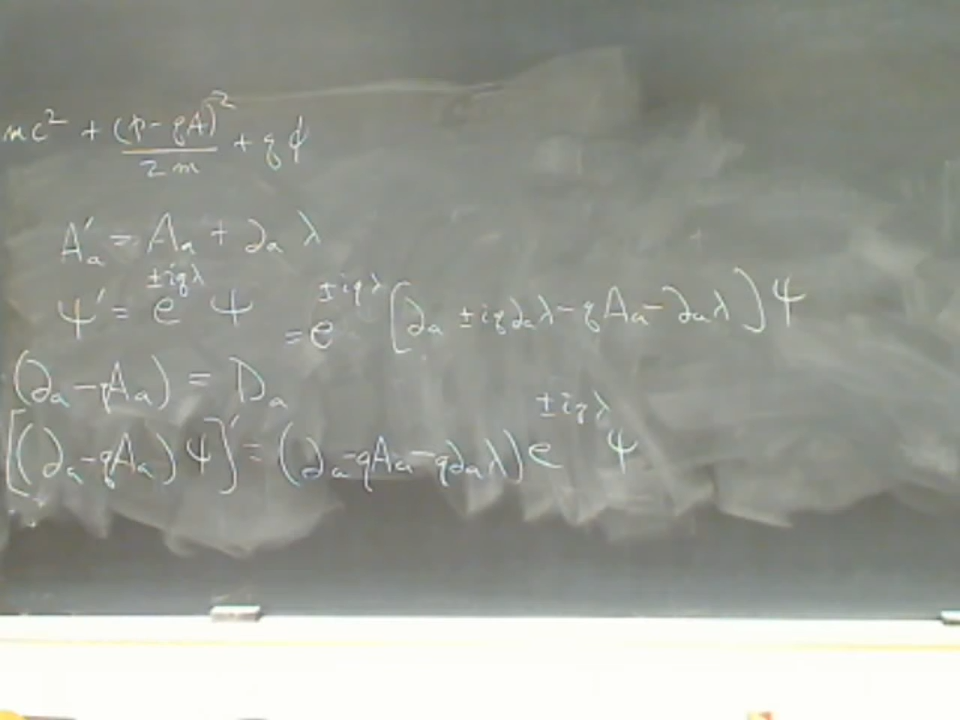 mc² + (p - qA)² / 2m + qϕ
A'ₐ = Aₐ + ∂ₐ λ
ψ' = e^{±iqλ} ψ = e^{±iqλ} [∂ₐ ±iq∂ₐλ - qAₐ - ∂ₐλ] ψ
(∂ₐ - qAₐ) = Dₐ
[(∂ₐ - qAₐ) ψ]' = (∂ₐ - qAₐ - q∂ₐλ) e^{±iqλ} ψ